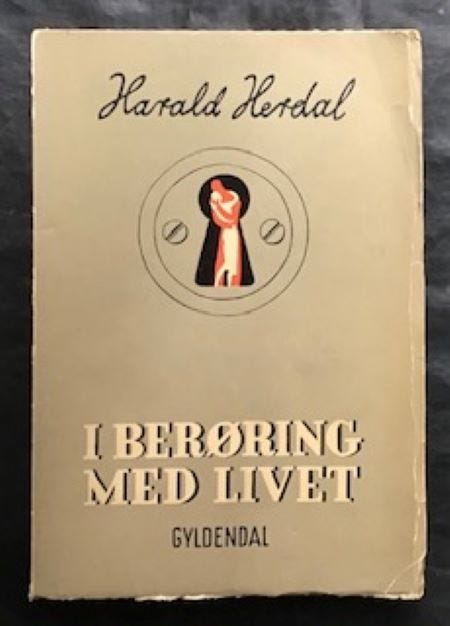 Harald Herdal
I BERØRING
MED LIVET
GYLDENDAL